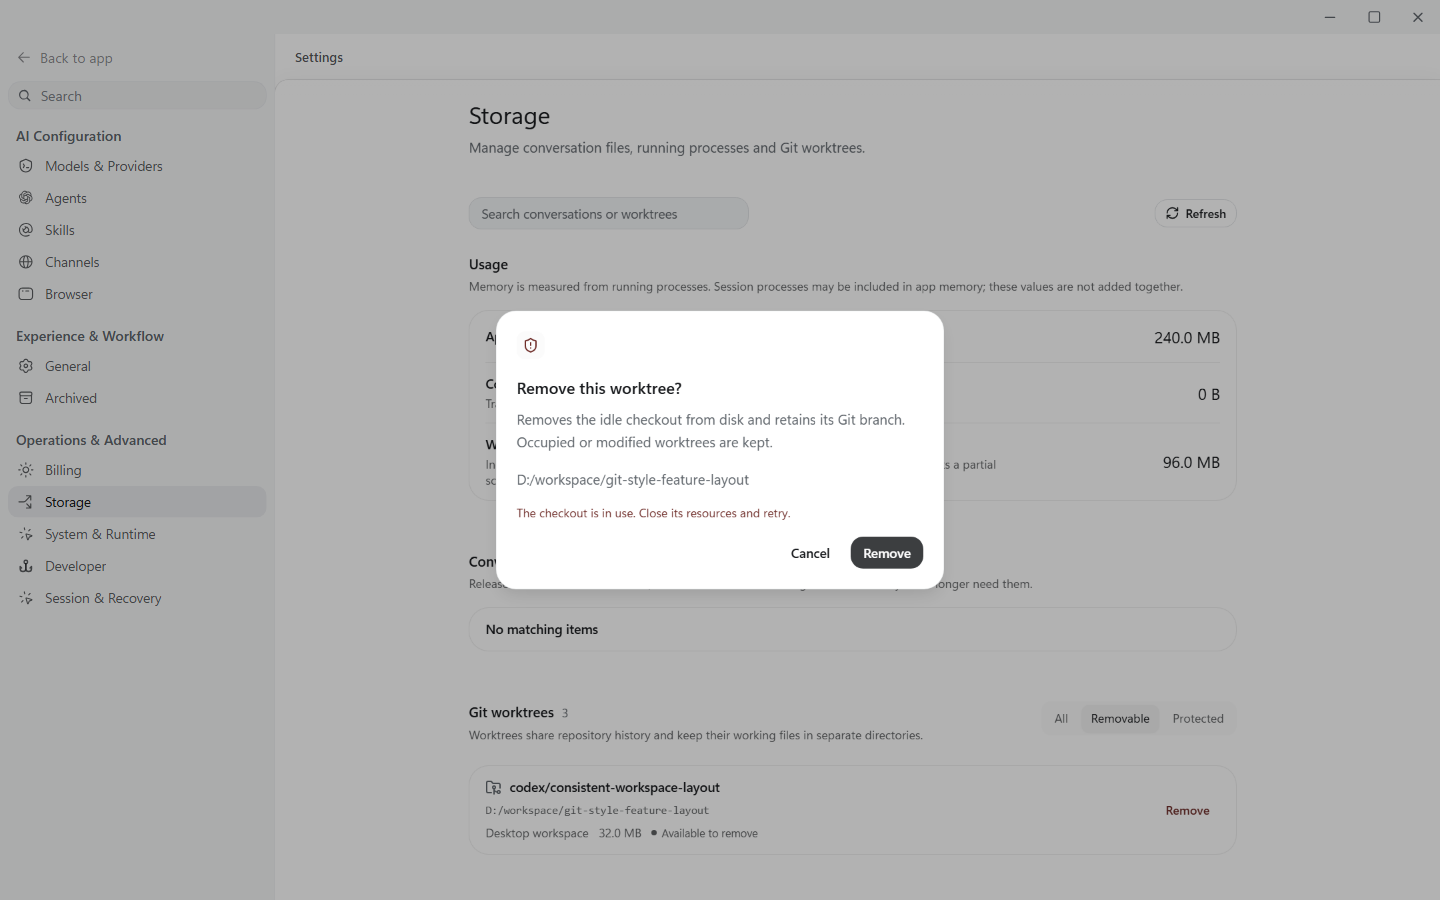 Back to app
Search
AI Configuration
Models & Providers
Agents
Skills
Channels
Browser
Experience & Workflow
General
Archived
Operations & Advanced
Billing
Storage
System & Runtime
Developer
Session & Recovery
Settings
Storage
Manage conversation files, running processes and Git worktrees.
Search conversations or worktrees
Refresh
Usage
Memory is measured from running processes. Session processes may be included in app memory; these values are not added together.
240.0 MB
0 B
a partial
96.0 MB
Remove this worktree?
Removes the idle checkout from disk and retains its Git branch.
Occupied or modified worktrees are kept.
D:/workspace/git-style-feature-layout
The checkout is in use. Close its resources and retry.
Cancel
Remove
longer need them.
No matching items
Git worktrees 3
Worktrees share repository history and keep their working files in separate directories.
All
Removable
Protected
codex/consistent-workspace-layout
D:/workspace/git-style-feature-layout
Desktop workspace 32.0 MB • Available to remove
Remove